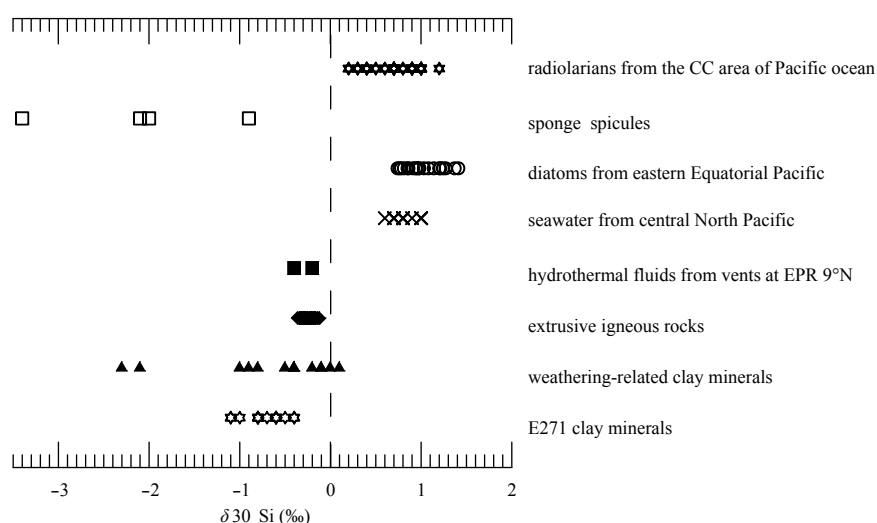 radiolarians from the CC area of Pacific ocean
sponge spicules
diatoms from eastern Equatorial Pacific
seawater from central North Pacific
hydrothermal fluids from vents at EPR 9°N
extrusive igneous rocks
weathering-related clay minerals
E271 clay minerals
−3 −2 −1 0 1 2
δ30 Si (‰)